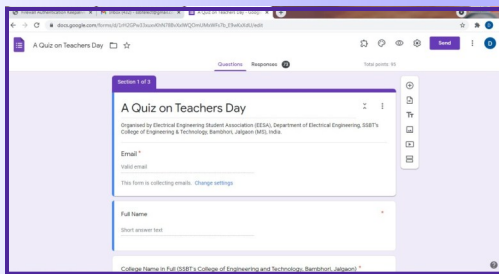 A Quiz on Teachers Day
Send
Questions Responses
Total points:
Section 1 of 3
A Quiz on Teachers Day
Organised by Electrical Engineering Student Association (EESA), Department of Electrical Engineering, SSBT's
College of Engineering & Technology, Bambhori, Jalgaon (MS), India.
Email *
Valid email
This form is collecting emails. Change settings
Full Name *
Short answer text
College Name in Full (SSBT's College of Engineering and Technology, Bambhori, Jalgaon) *